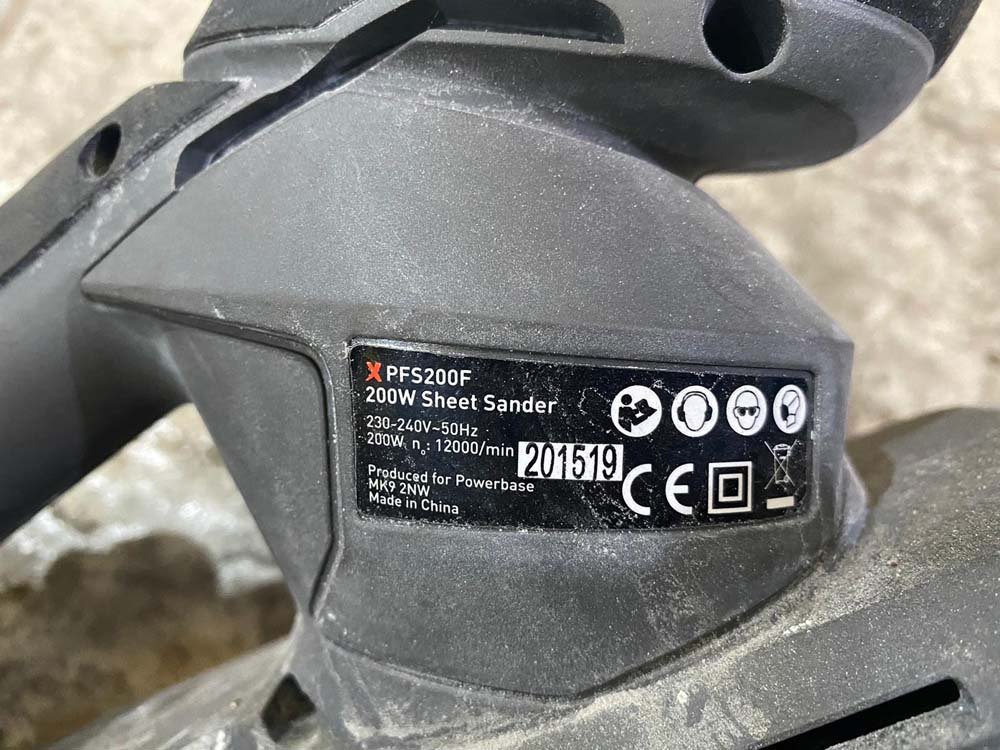 X PFS200F
200W Sheet Sander
230-240V~50Hz
200W, n₀: 12000/min
201519
Produced for Powerbase
MK9 2NW
Made in China
CE